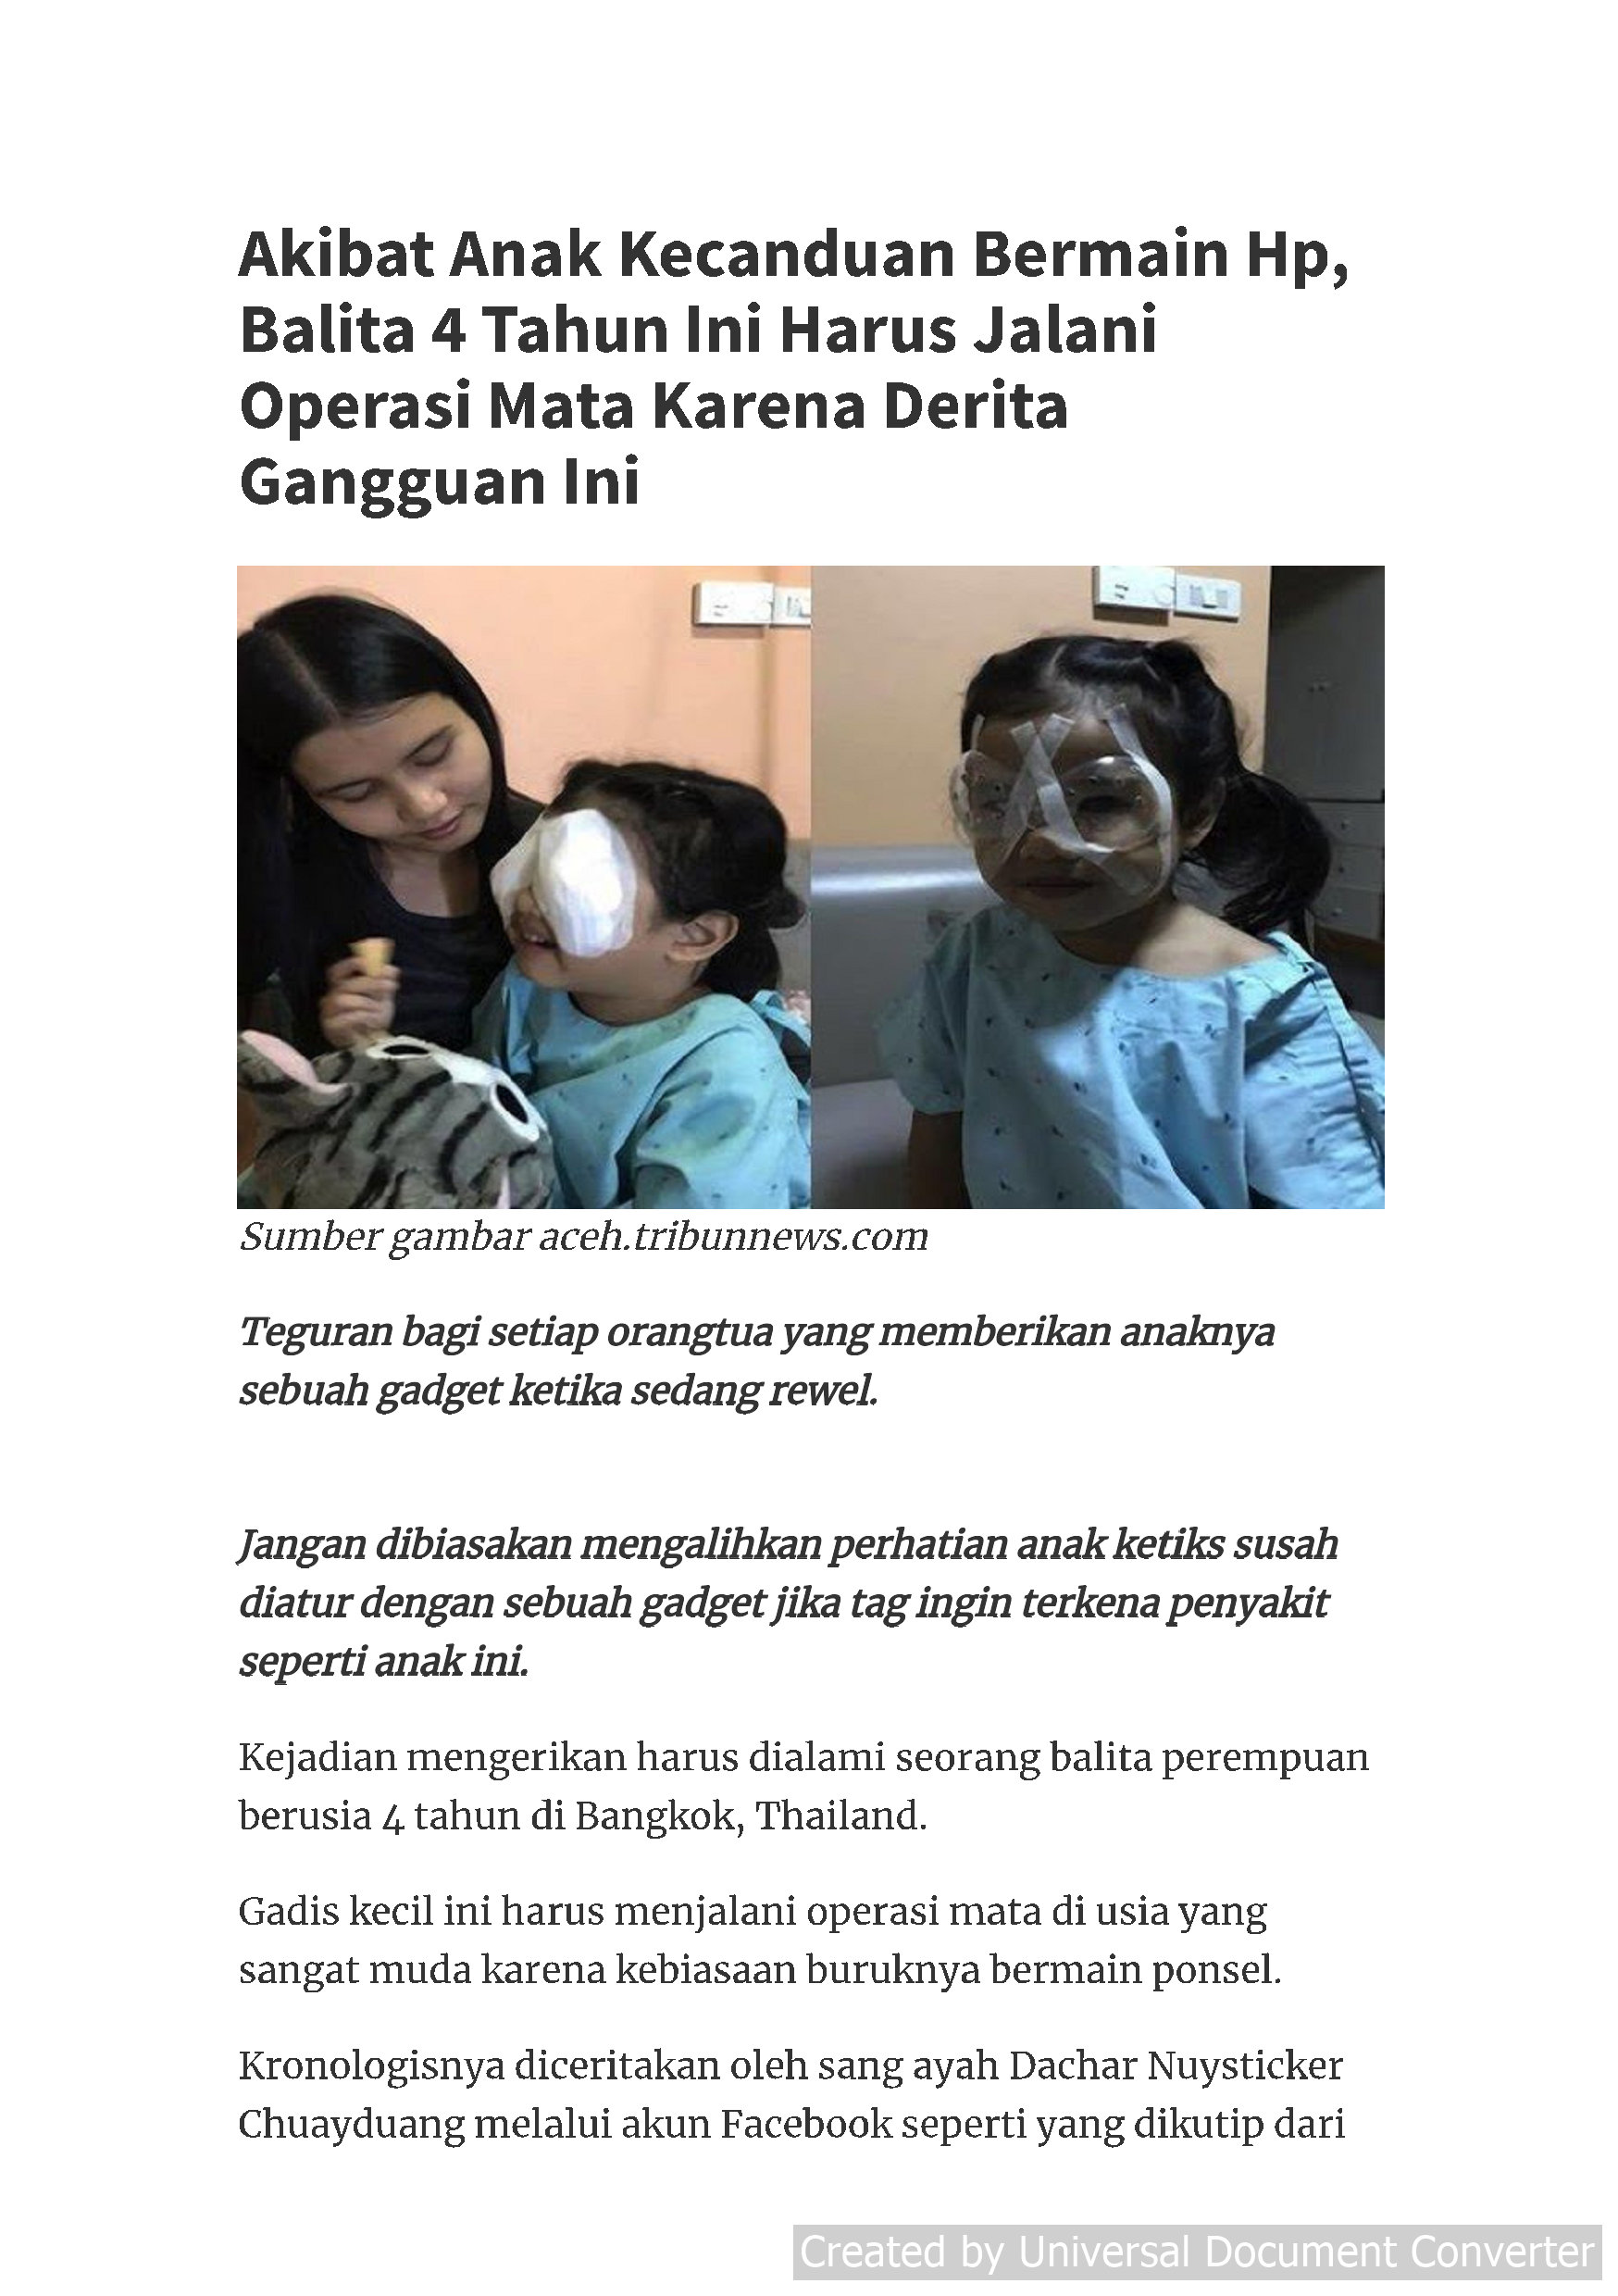 Akibat Anak Kecanduan Bermain Hp,
Balita 4 Tahun Ini Harus Jalani
Operasi Mata Karena Derita
Gangguan Ini
Sumber gambar aceh.tribunnews.com
Teguran bagi setiap orangtua yang memberikan anaknya
sebuah gadget ketika sedang rewel.
Jangan dibiasakan mengalihkan perhatian anak ketiks susah
diatur dengan sebuah gadget jika tag ingin terkena penyakit
seperti anak ini.
Kejadian mengerikan harus dialami seorang balita perempuan
berusia 4 tahun di Bangkok, Thailand.
Gadis kecil ini harus menjalani operasi mata di usia yang
sangat muda karena kebiasaan buruknya bermain ponsel.
Kronologisnya diceritakan oleh sang ayah Dachar Nuysticker
Chuayduang melalui akun Facebook seperti yang dikutip dari
Created by Universal Document Converter